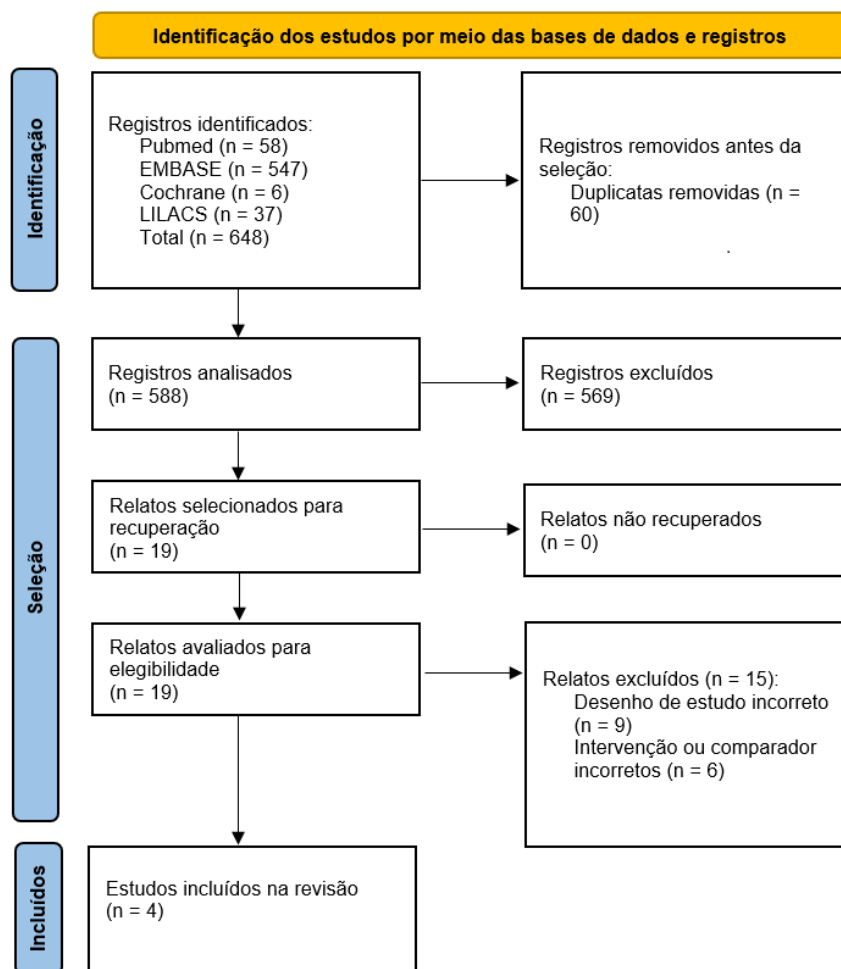 Identificação dos estudos por meio das bases de dados e registros
Identificação
Registros identificados:
Pubmed (n = 58)
EMBASE (n = 547)
Cochrane (n = 6)
LILACS (n = 37)
Total (n = 648)
Registros removidos antes da
seleção:
Duplicatas removidas (n =
60)
.
Seleção
Registros analisados
(n = 588)
Registros excluídos
(n = 569)
Relatos selecionados para
recuperação
(n = 19)
Relatos não recuperados
(n = 0)
Relatos avaliados para
elegibilidade
(n = 19)
Relatos excluídos (n = 15):
Desenho de estudo incorreto
(n = 9)
Intervenção ou comparador
incorretos (n = 6)
Incluídos
Estudos incluídos na revisão
(n = 4)